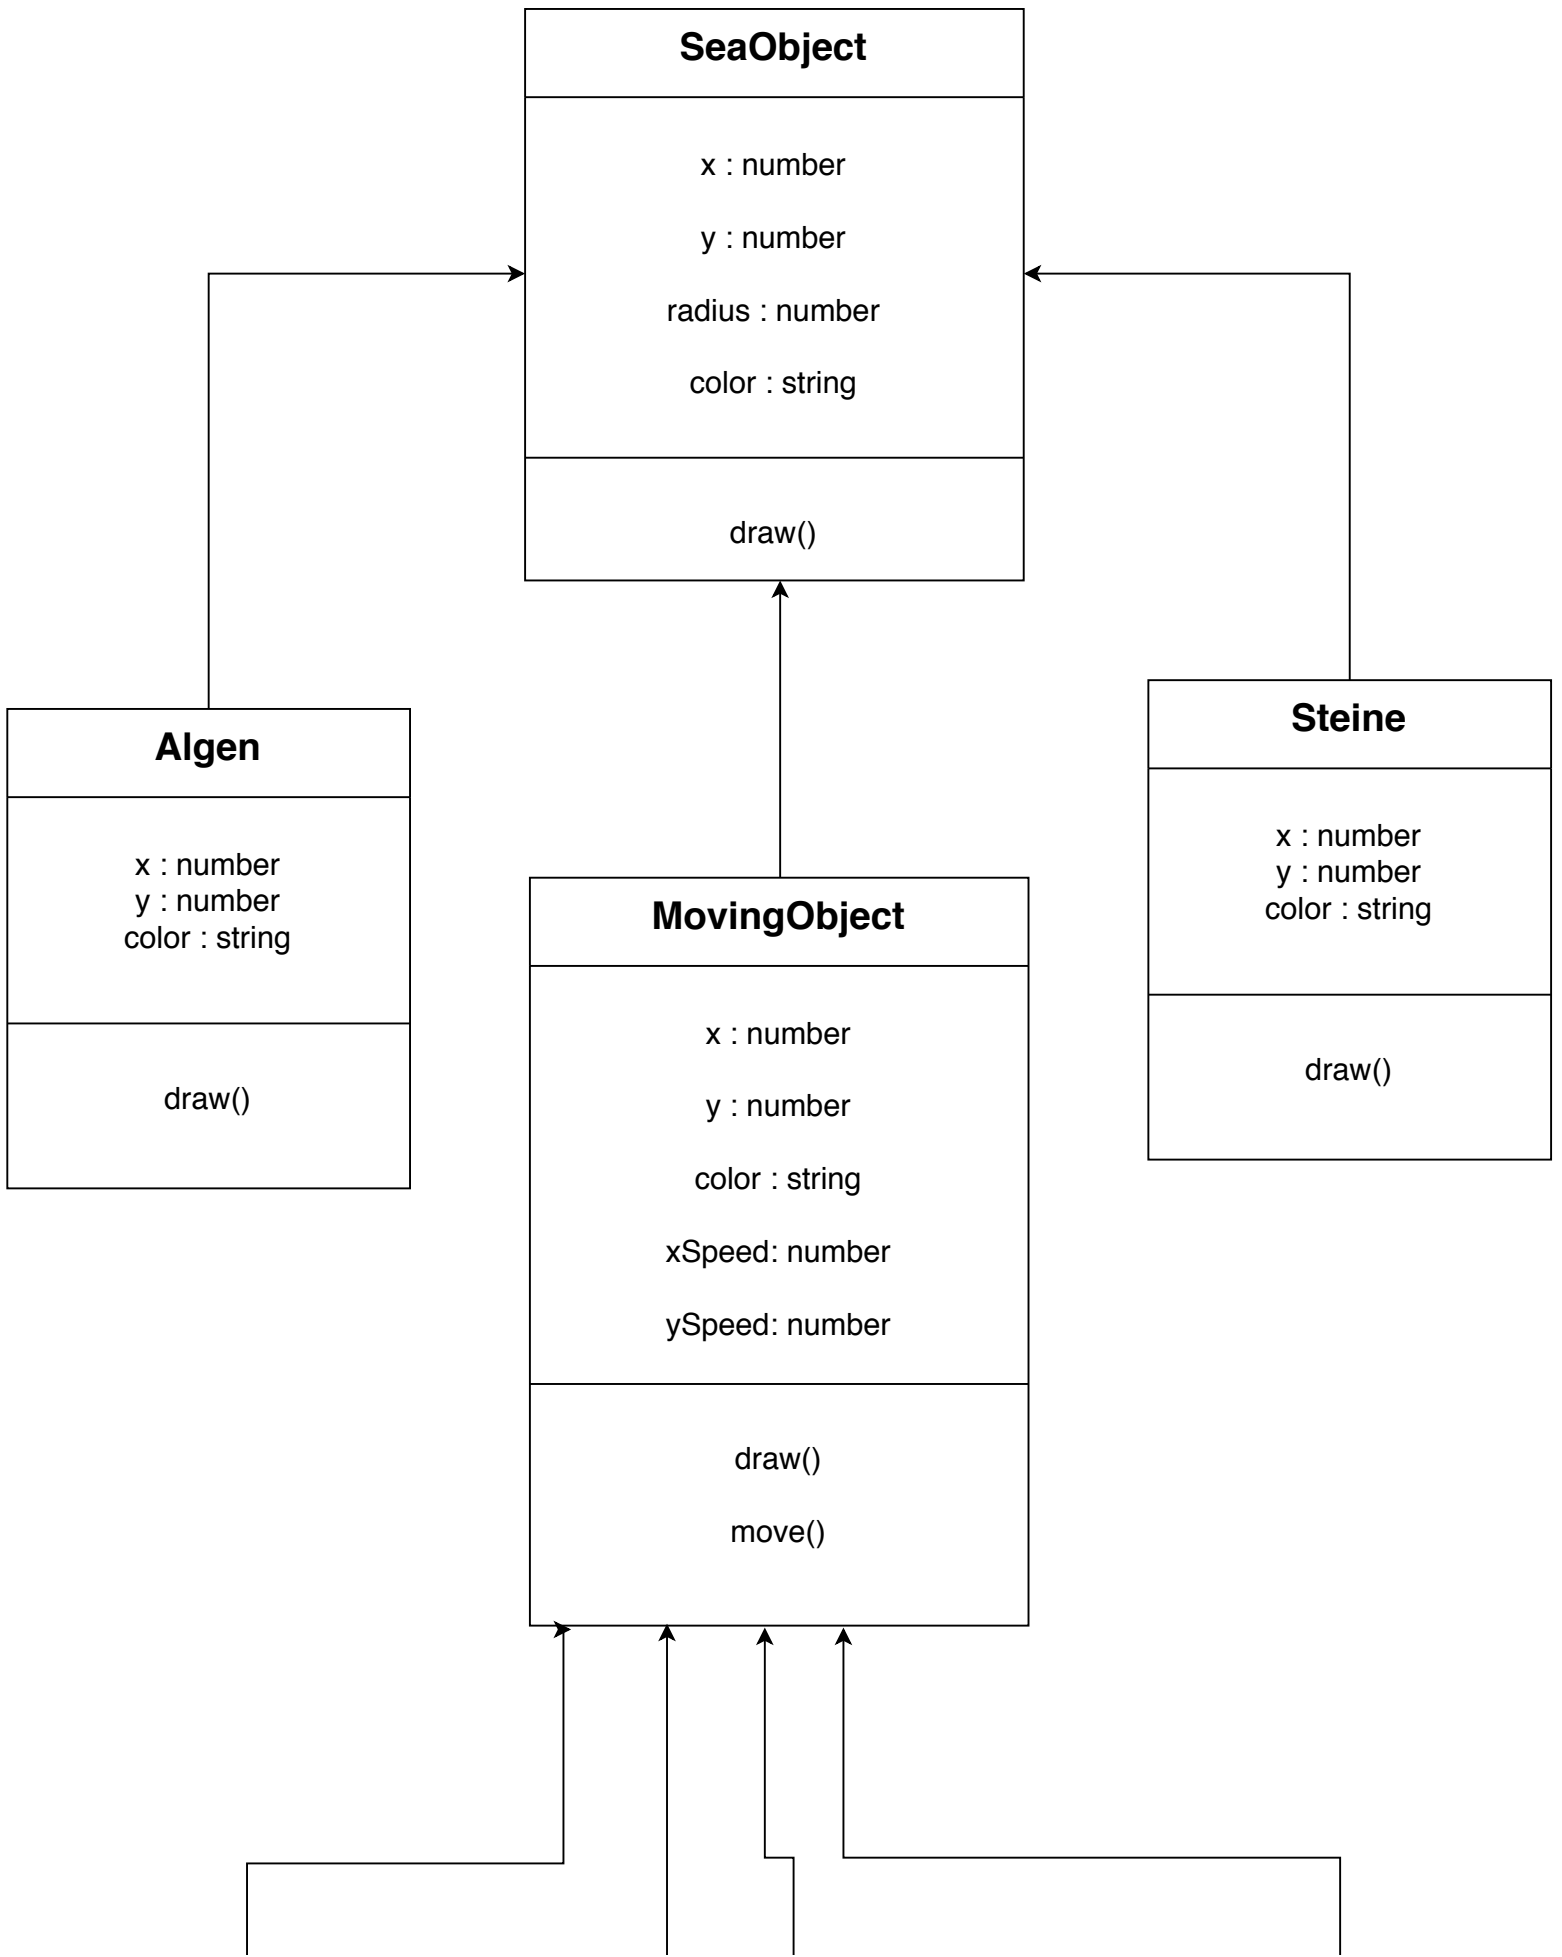 SeaObject
x : number
y : number
radius : number
color : string
draw()
Algen
x : number
y : number
color : string
draw()
Steine
x : number
y : number
color : string
draw()
MovingObject
x : number
y : number
color : string
xSpeed: number
ySpeed: number
draw()
move()